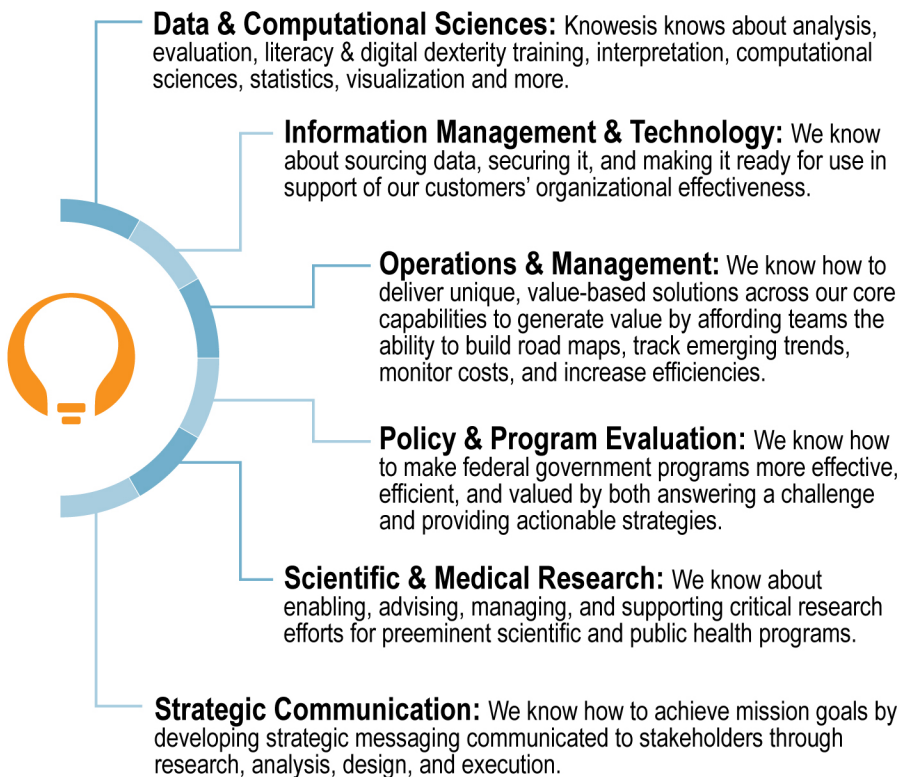 Data & Computational Sciences: Knowesis knows about analysis,
evaluation, literacy & digital dexterity training, interpretation, computational
sciences, statistics, visualization and more.
Information Management & Technology: We know
about sourcing data, securing it, and making it ready for use in
support of our customers’ organizational effectiveness.
Operations & Management: We know how to
deliver unique, value-based solutions across our core
capabilities to generate value by affording teams the
ability to build road maps, track emerging trends,
monitor costs, and increase efficiencies.
Policy & Program Evaluation: We know how
to make federal government programs more effective,
efficient, and valued by both answering a challenge
and providing actionable strategies.
Scientific & Medical Research: We know about
enabling, advising, managing, and supporting critical research
efforts for preeminent scientific and public health programs.
Strategic Communication: We know how to achieve mission goals by
developing strategic messaging communicated to stakeholders through
research, analysis, design, and execution.